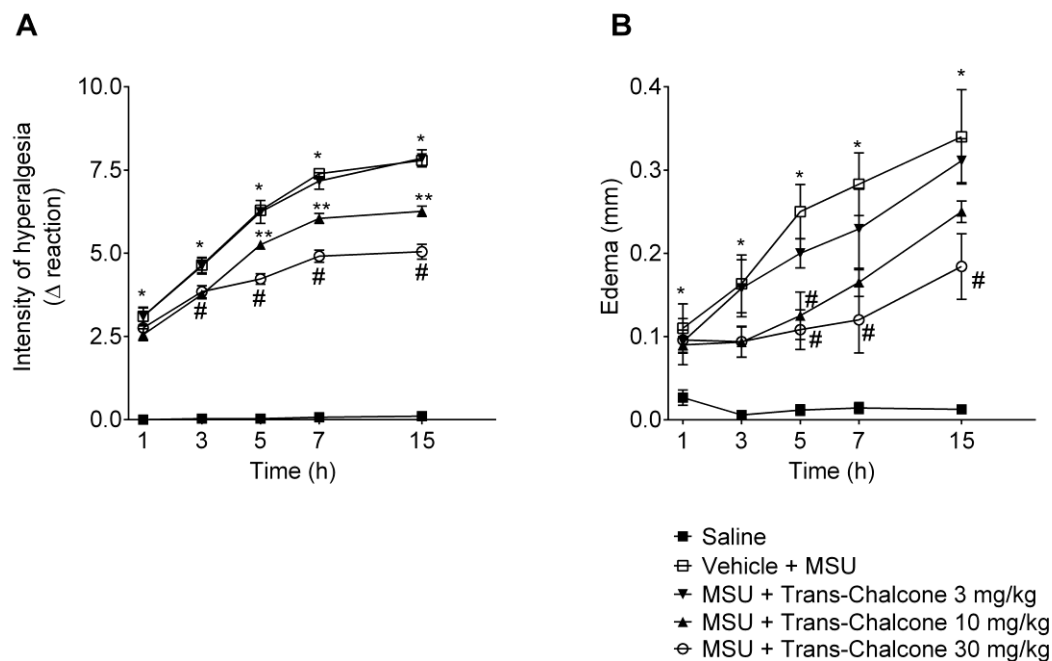 A
Intensity of hyperalgesia
(Δ reaction)
10.0
7.5
5.0
2.5
0.0
*
*
*
*
*
**
**
**
#
#
#
#
1 3 5 7 15
Time (h)
B
Edema (mm)
0.4
0.3
0.2
0.1
0.0
*
*
*
*
*
#
#
#
#
1 3 5 7 15
Time (h)
Saline
Vehicle + MSU
MSU + Trans-Chalcone 3 mg/kg
MSU + Trans-Chalcone 10 mg/kg
MSU + Trans-Chalcone 30 mg/kg